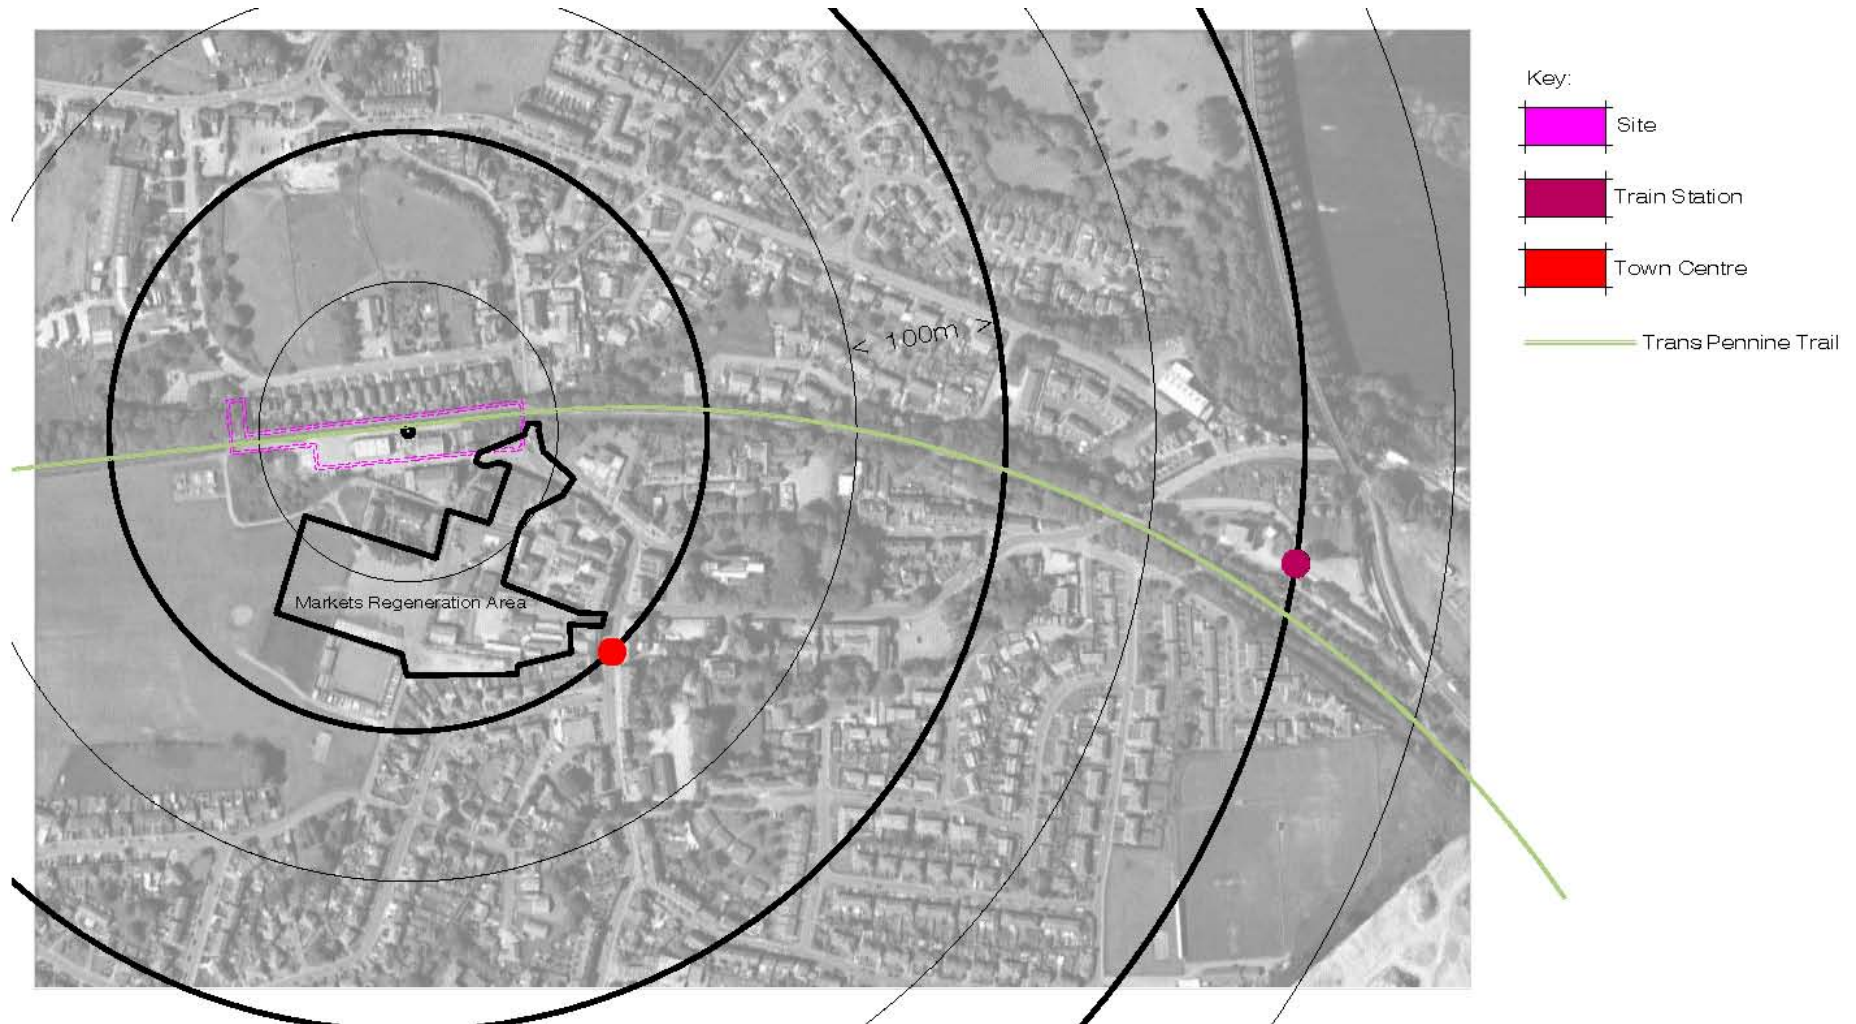 Key:
Site
Train Station
Town Centre
Trans Pennine Trail
< 100m >
Markets Regeneration Area